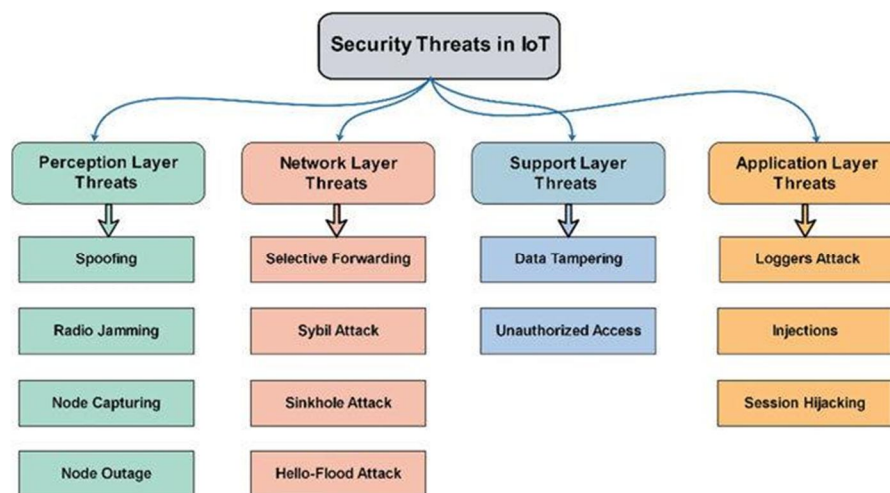 Security Threats in IoT
Perception Layer
Threats
Network Layer
Threats
Support Layer
Threats
Application Layer
Threats
Spoofing
Selective Forwarding
Data Tampering
Loggers Attack
Radio Jamming
Sybil Attack
Unauthorized Access
Injections
Node Capturing
Sinkhole Attack
Session Hijacking
Node Outage
Hello-Flood Attack